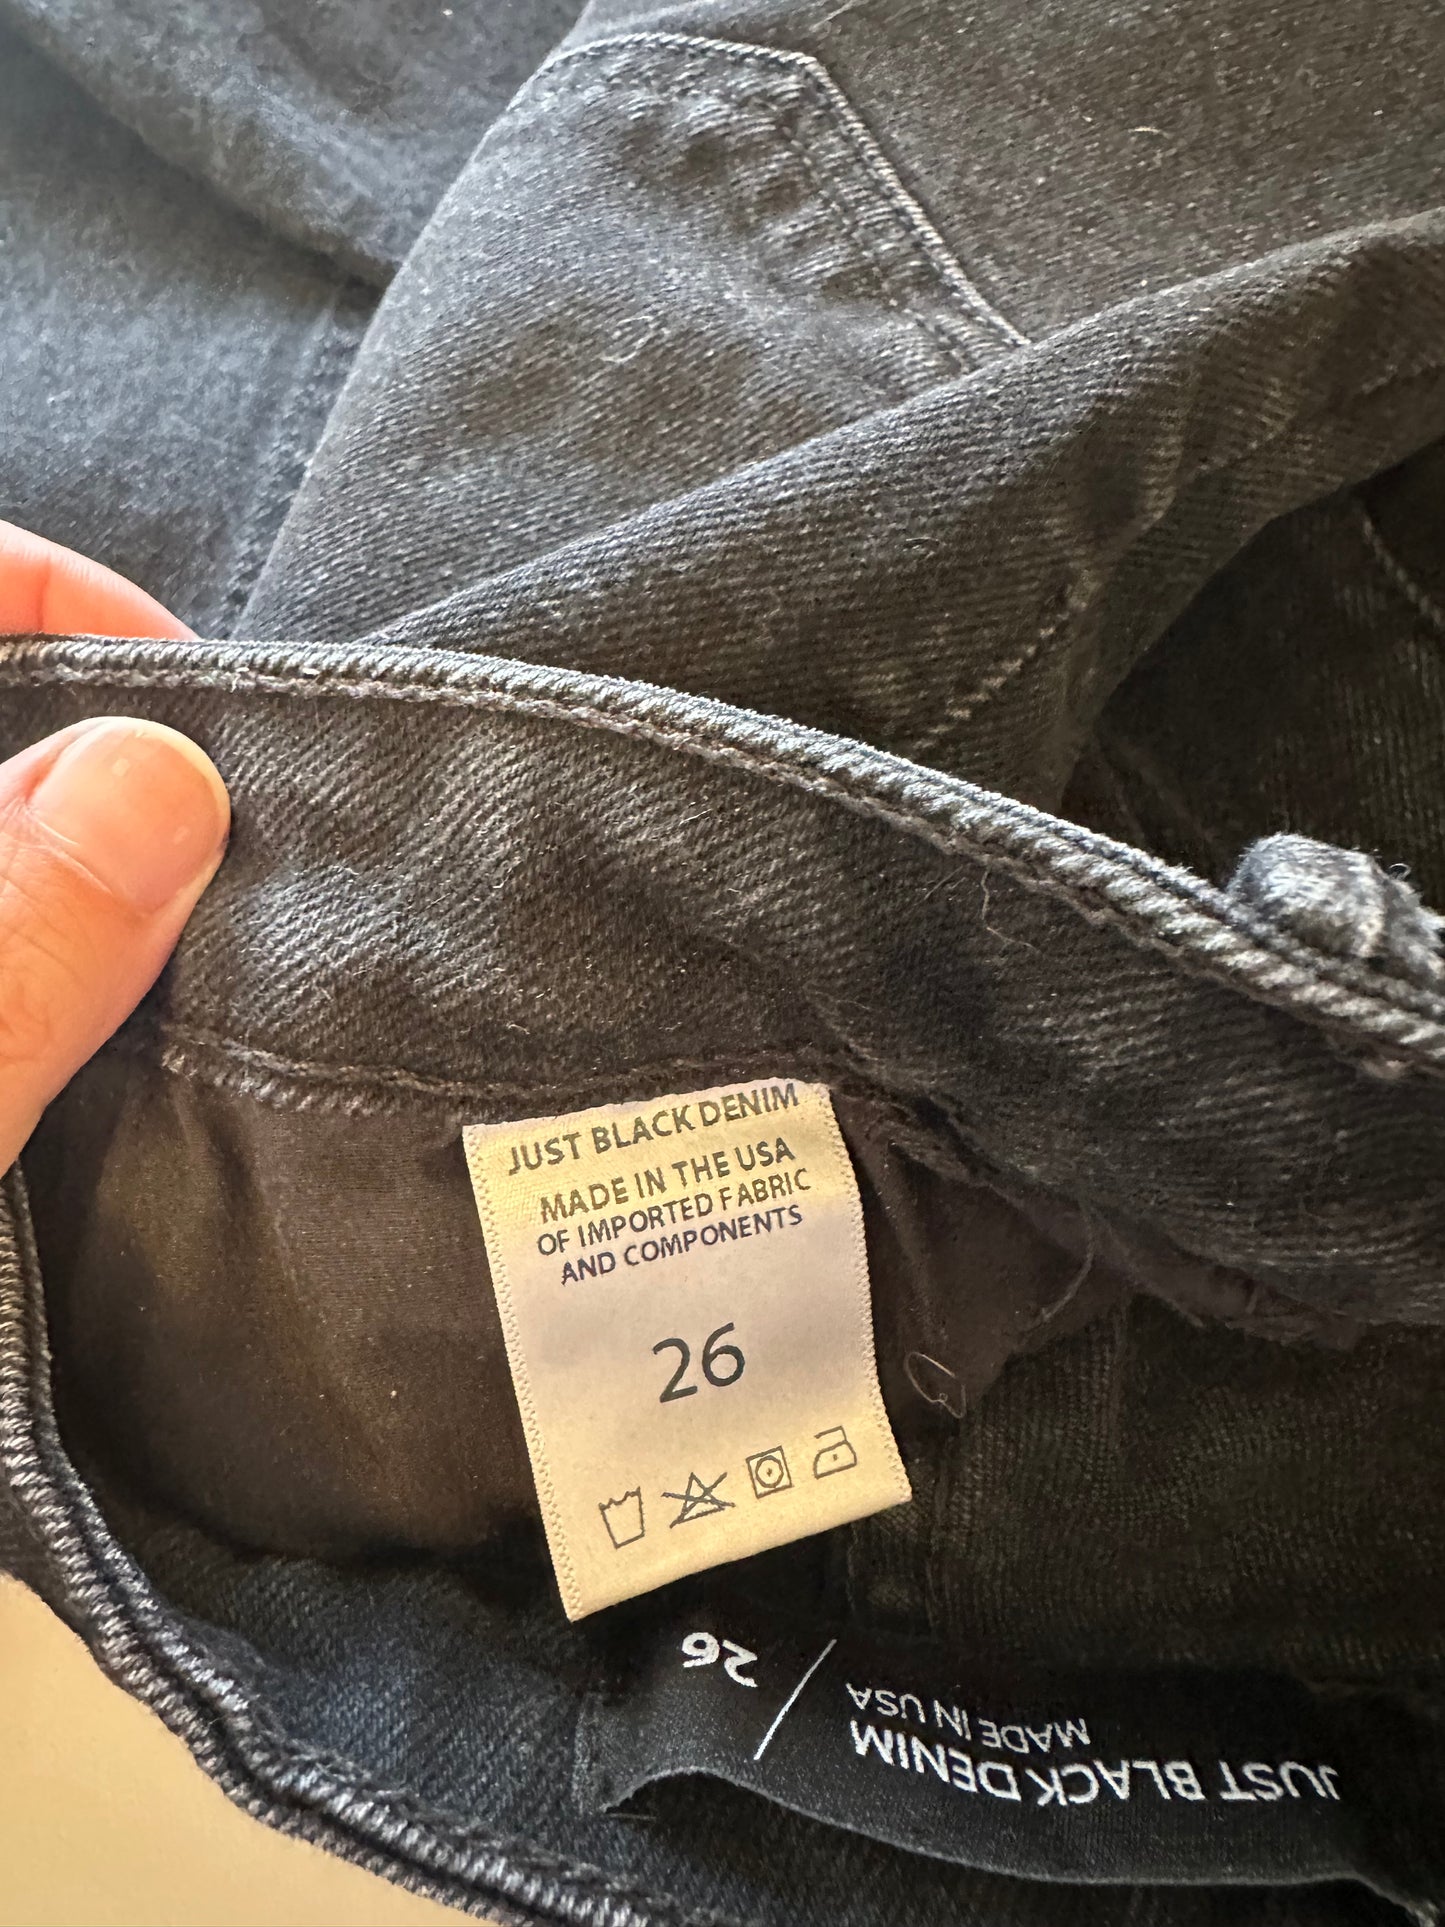 JUST BLACK DENIM
MADE IN THE USA
OF IMPORTED FABRIC
AND COMPONENTS
26
JUST BLACK DENIM
MADE IN USA
/ 26